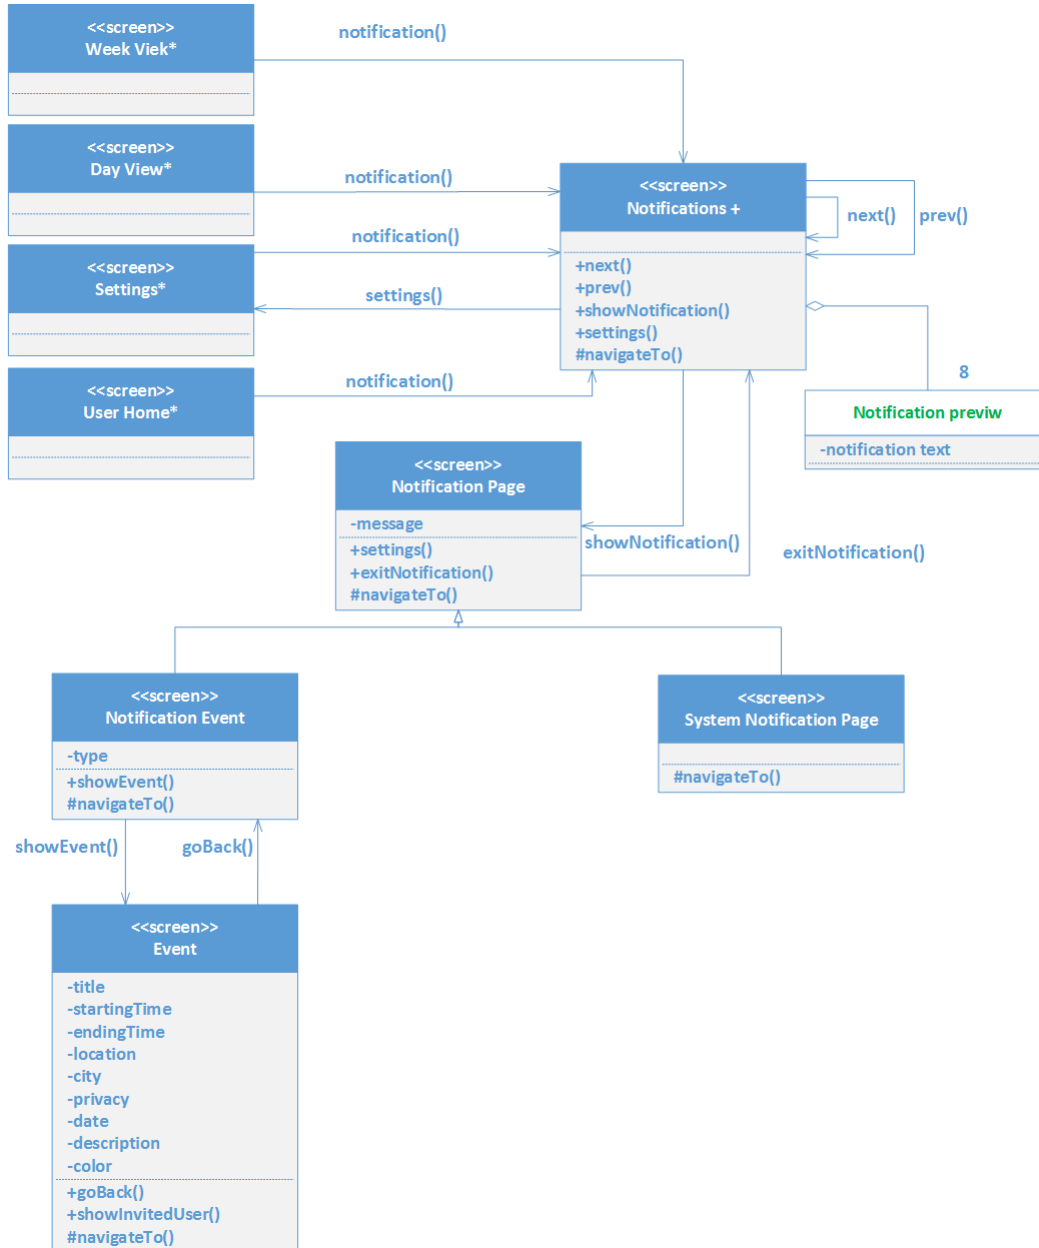 <<screen>>
Week Viek*
notification()
<<screen>>
Day View*
notification()
<<screen>>
Settings*
notification()
settings()
<<screen>>
User Home*
notification()
<<screen>>
Notifications +
+next()
+prev()
+showNotification()
+settings()
#navigateTo()
next()
prev()
8
Notification previw
-notification text
<<screen>>
Notification Page
-message
+settings()
+exitNotification()
#navigateTo()
showNotification()
exitNotification()
<<screen>>
Notification Event
-type
+showEvent()
#navigateTo()
<<screen>>
System Notification Page
#navigateTo()
showEvent()
goBack()
<<screen>>
Event
-title
-startingTime
-endingTime
-location
-city
-privacy
-date
-description
-color
+goBack()
+showInvitedUser()
#navigateTo()